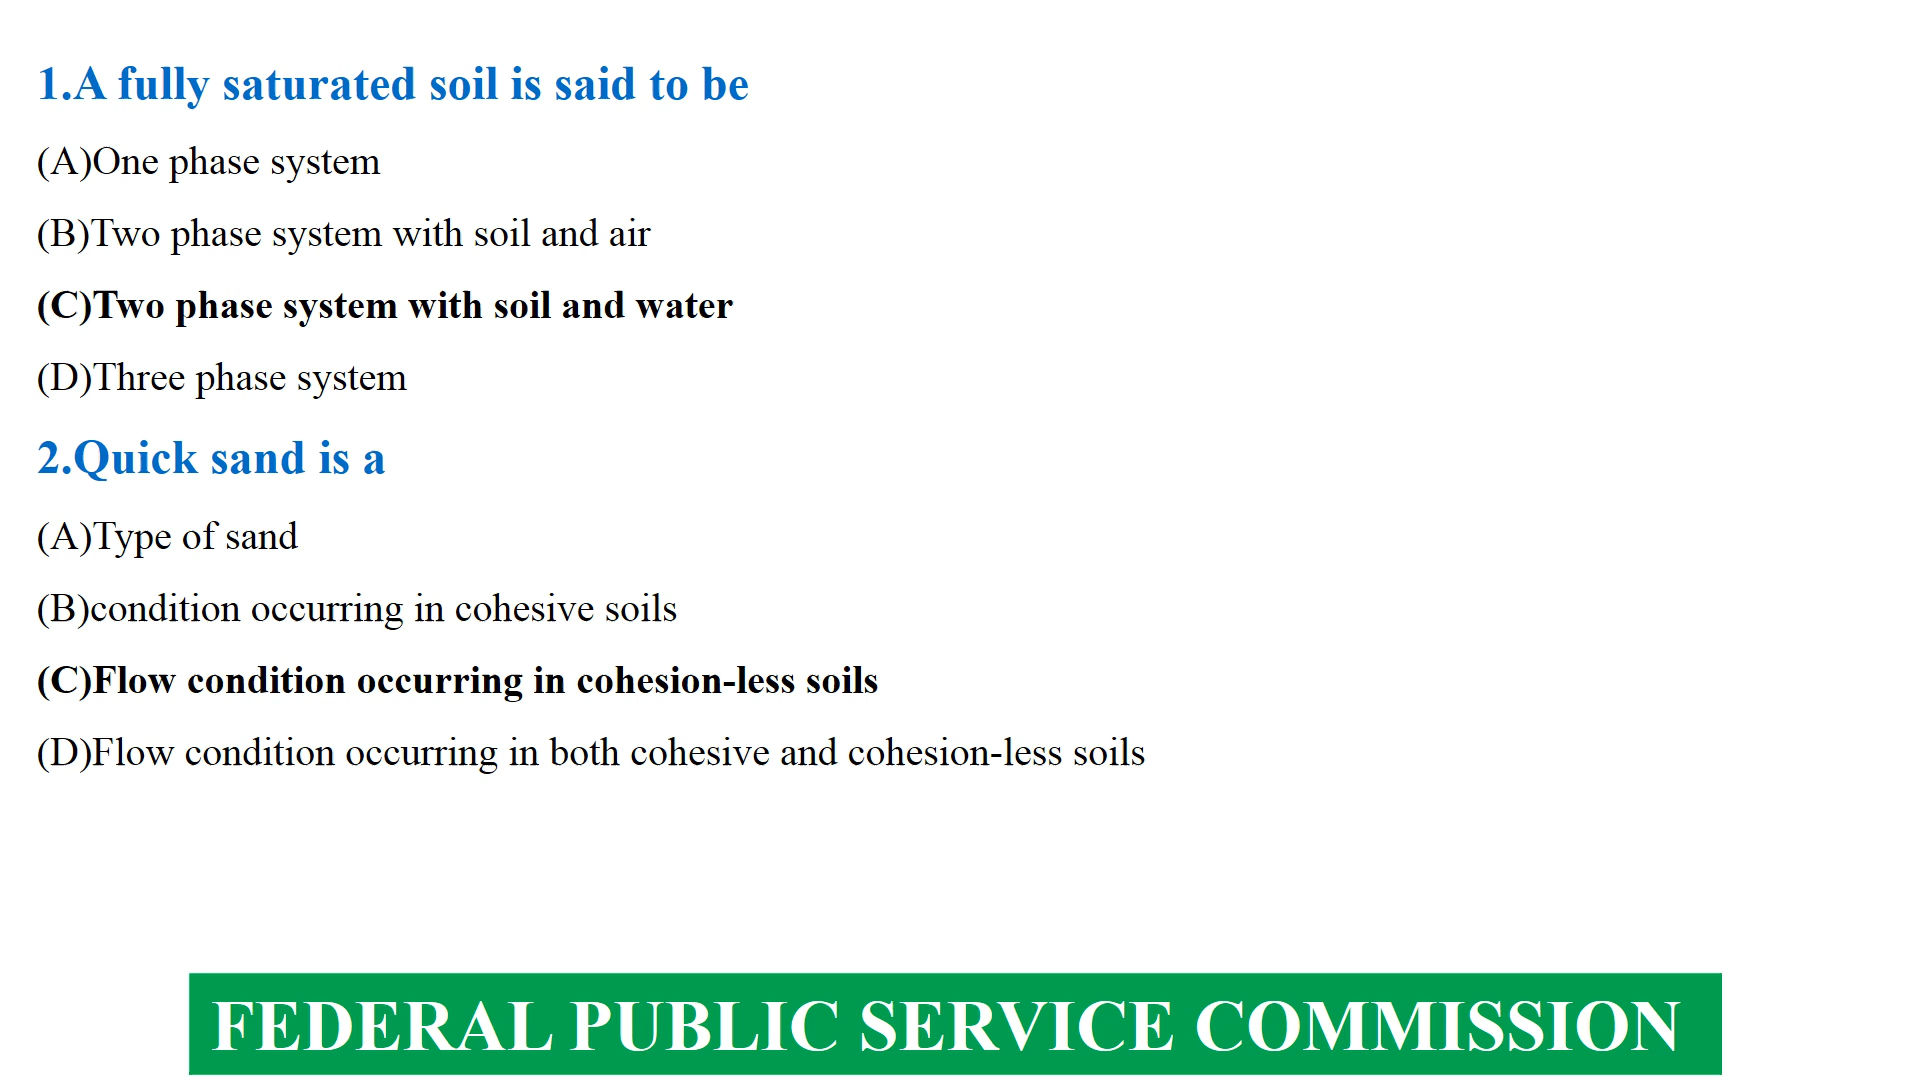 1.A fully saturated soil is said to be
(A)One phase system
(B)Two phase system with soil and air
(C)Two phase system with soil and water
(D)Three phase system
2.Quick sand is a
(A)Type of sand
(B)condition occurring in cohesive soils
(C)Flow condition occurring in cohesion-less soils
(D)Flow condition occurring in both cohesive and cohesion-less soils
FEDERAL PUBLIC SERVICE COMMISSION